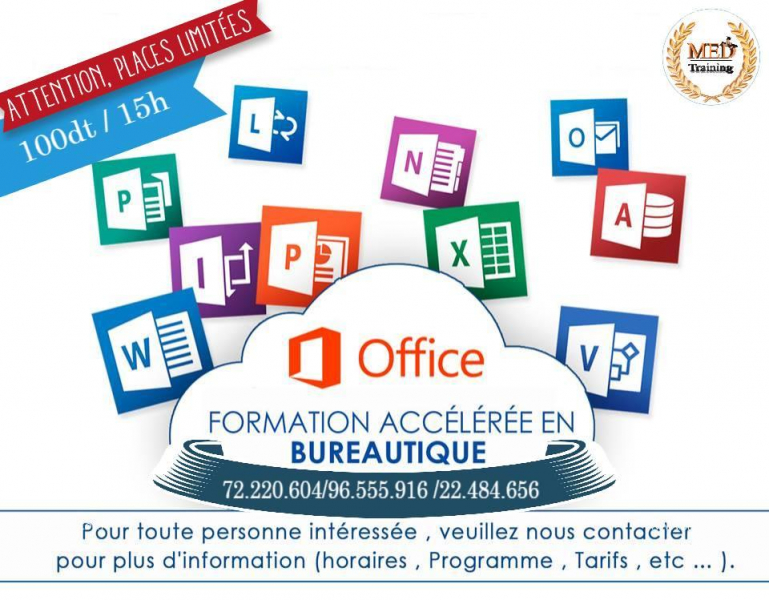 ATTENTION, PLACES LIMITÉES
100dt / 15h
MED
Training
L
N
O
P
A
I
P
X
W
V
Office
FORMATION ACCÉLÉRÉE EN
BUREAUTIQUE
72.220.604/96.555.916 /22.484.656
Pour toute personne intéressée , veuillez nous contacter
pour plus d'information (horaires , Programme , Tarifs , etc ... ).